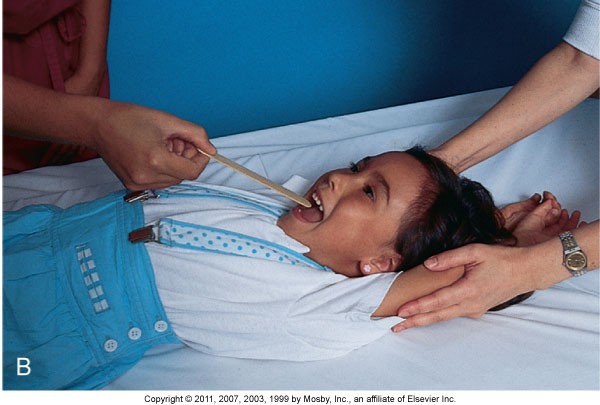 B
Copyright © 2011, 2007, 2003, 1999 by Mosby, Inc., an affiliate of Elsevier Inc.